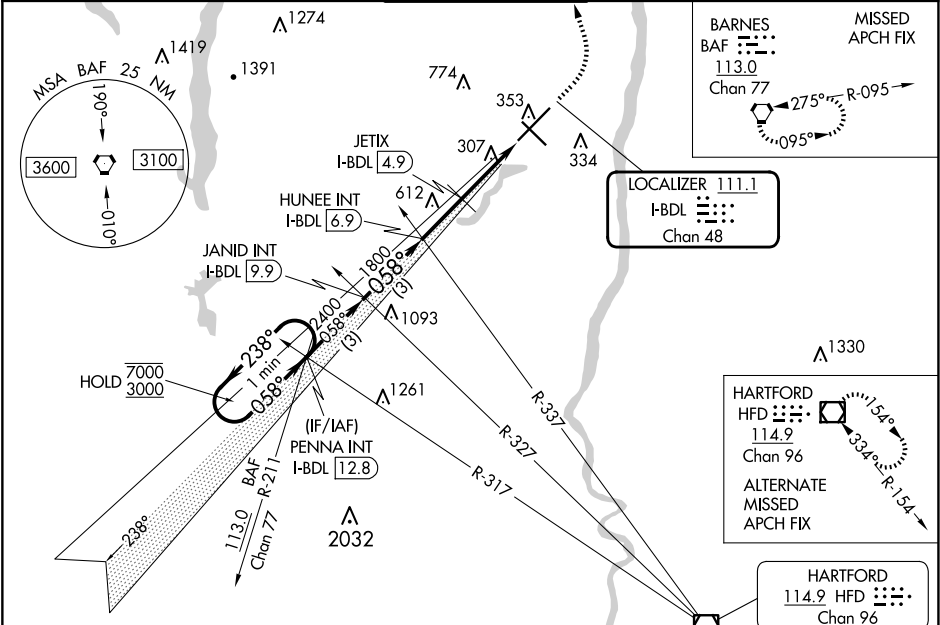 1274
1419
1391
MSA BAF 25 NM
190°
3600
3100
010°
774
353
307
334
JETIX
I-BDL 4.9
612
HUNEE INT
I-BDL 6.9
JANID INT
I-BDL 9.9
1800
058°
(3)
2400
058°
(3)
1093
238°
1 min
058°
HOLD 7000
3000
1261
(IF/IAF)
PENNA INT
I-BDL 12.8
BAF
R-211
113.0
Chan 77
238°
2032
R-337
R-327
R-317
BARNES
BAF
113.0
Chan 77
MISSED
APCH FIX
275°
R-095
095°
LOCALIZER 111.1
I-BDL
Chan 48
1330
HARTFORD
HFD
114.9
Chan 96
154°
334°
R-154
ALTERNATE
MISSED
APCH FIX
HARTFORD
114.9 HFD
Chan 96